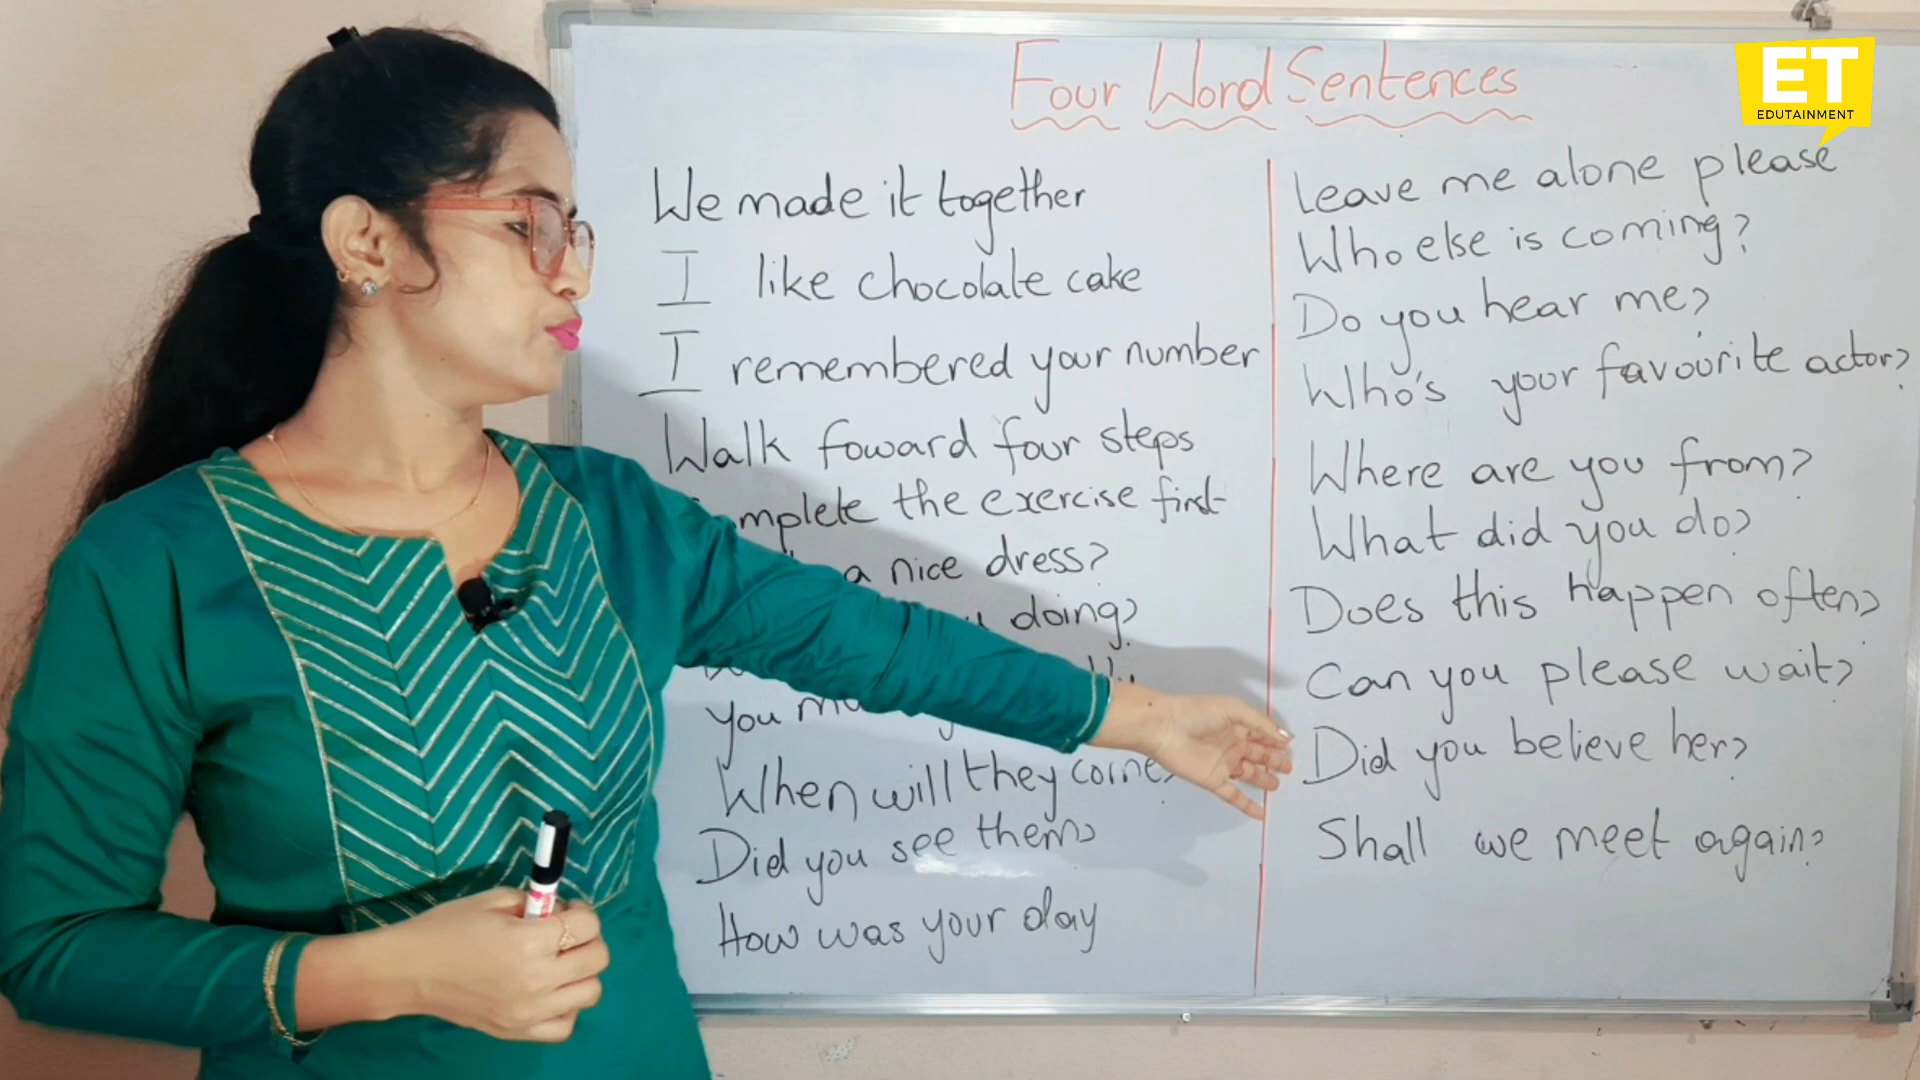 Four Word Sentences
ET
EDUTAINMENT
We made it together
I like chocolate cake
I remembered your number
Walk foward four steps
the exercise first
a nice dress?
doing?
you
When will they come?
Did you see them?
How was your day
Leave me alone please
Who else is coming?
Do you hear me?
Who's your favourite actor?
Where are you from?
What did you do?
Does this happen often?
Can you please wait?
Did you believe her?
Shall we meet again?